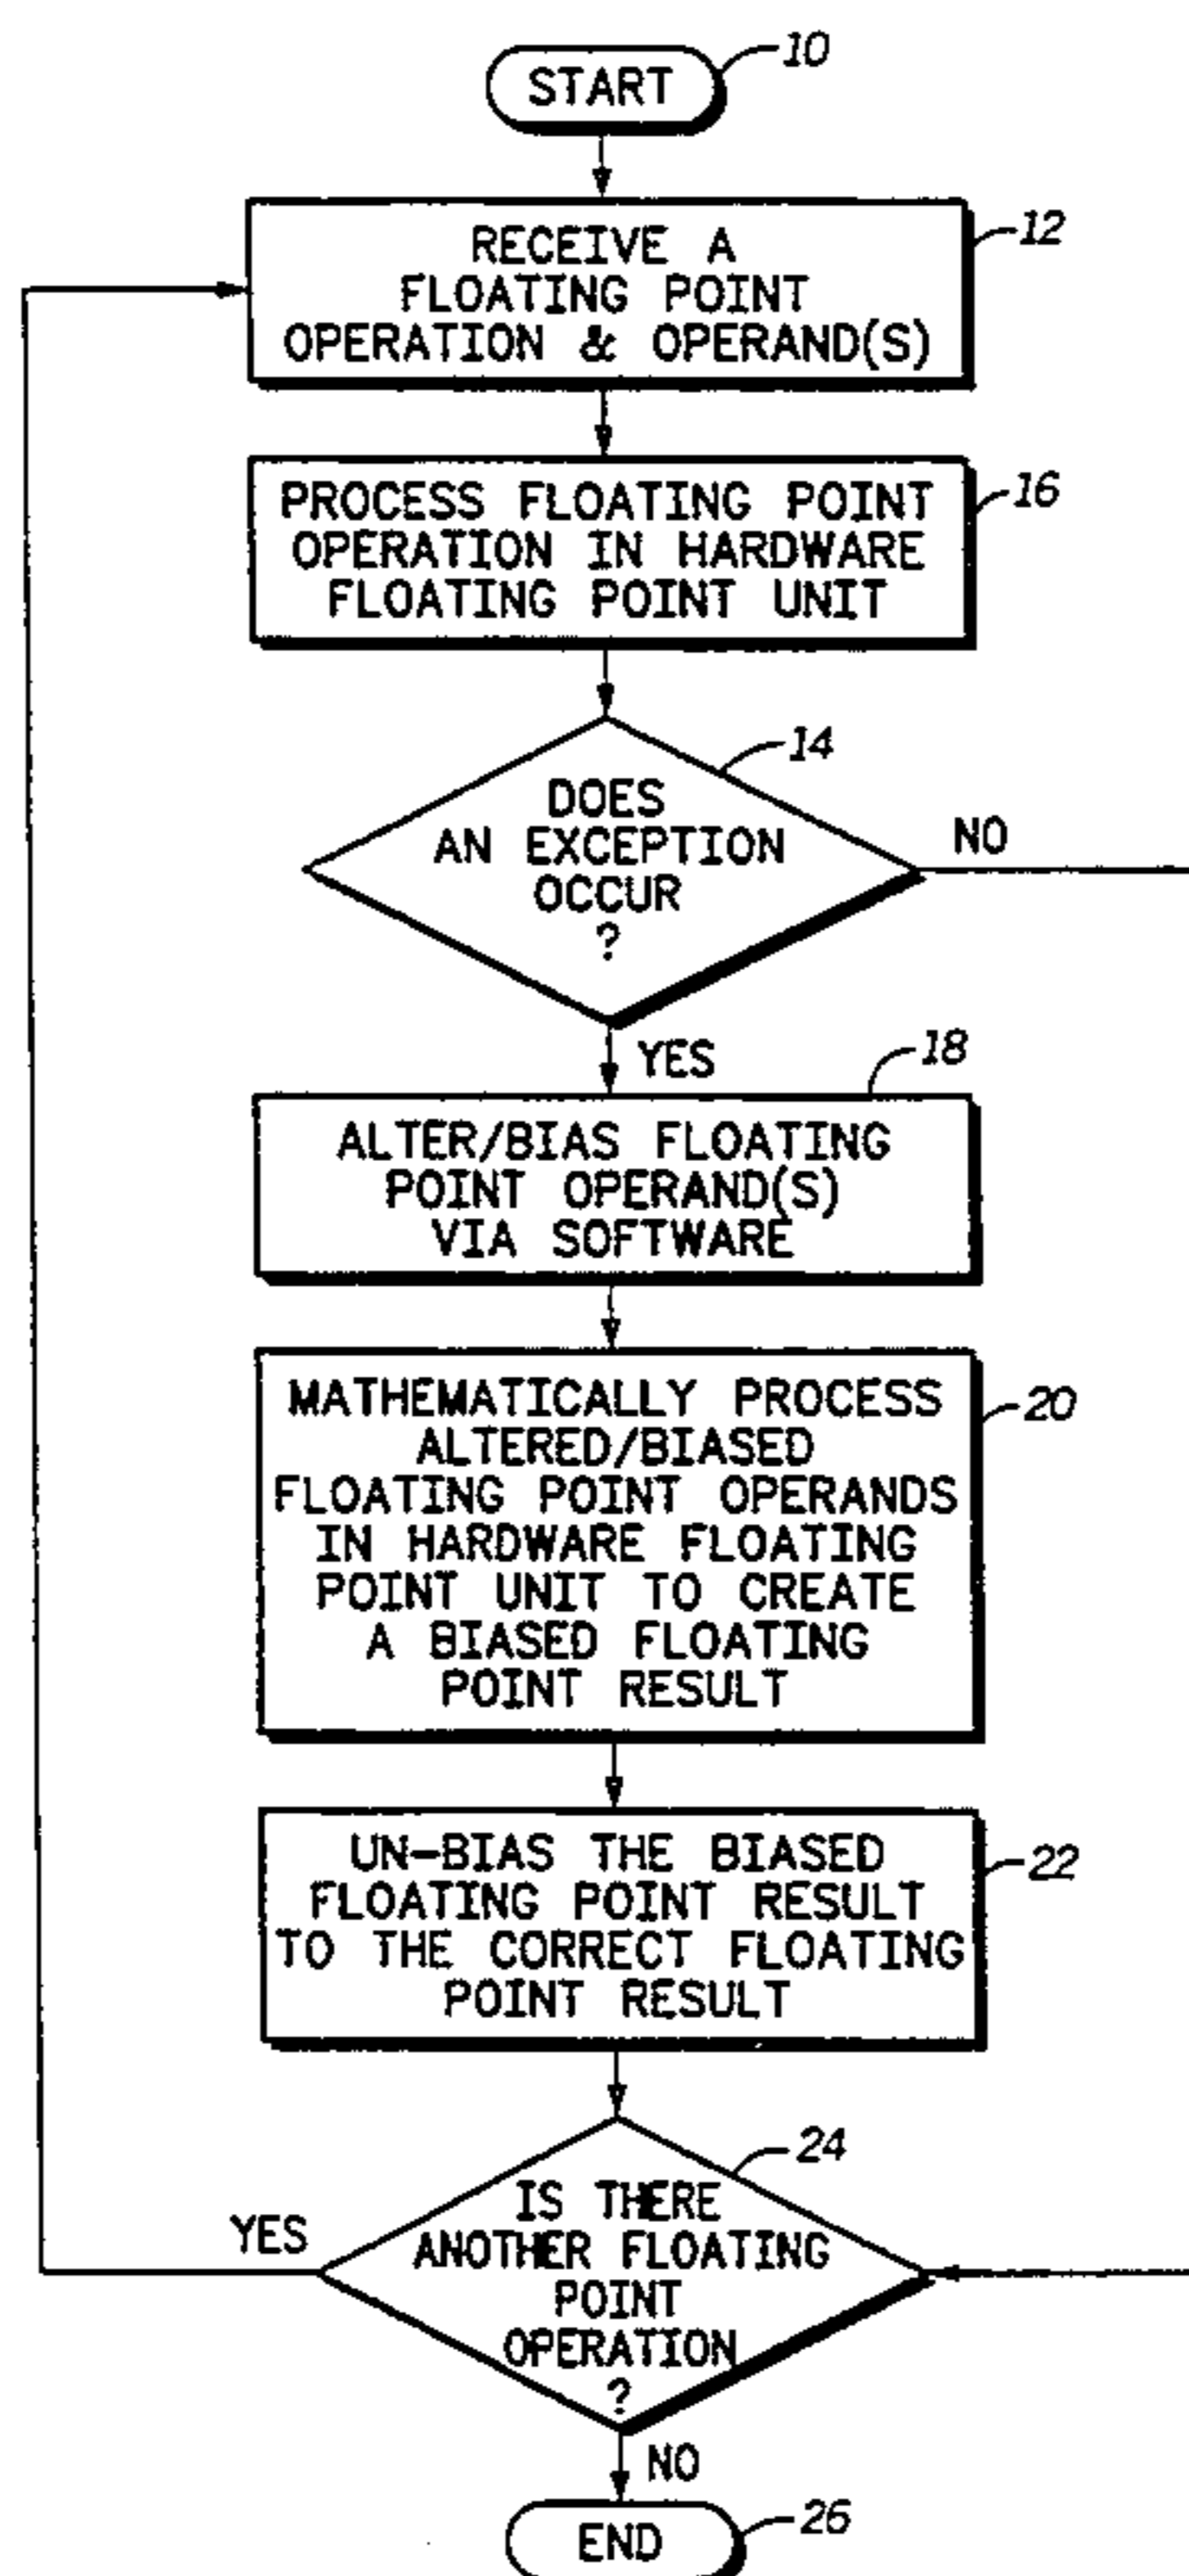 START
10
RECEIVE A
FLOATING POINT
OPERATION & OPERAND(S)
12
PROCESS FLOATING POINT
OPERATION IN HARDWARE
FLOATING POINT UNIT
16
DOES
AN EXCEPTION
OCCUR
?
14
NO
YES
ALTER/BIAS FLOATING
POINT OPERAND(S)
VIA SOFTWARE
18
MATHEMATICALLY PROCESS
ALTERED/BIASED
FLOATING POINT OPERANDS
IN HARDWARE FLOATING
POINT UNIT TO CREATE
A BIASED FLOATING
POINT RESULT
20
UN-BIAS THE BIASED
FLOATING POINT RESULT
TO THE CORRECT FLOATING
POINT RESULT
22
IS THERE
ANOTHER FLOATING
POINT
OPERATION
?
24
YES
NO
END
26